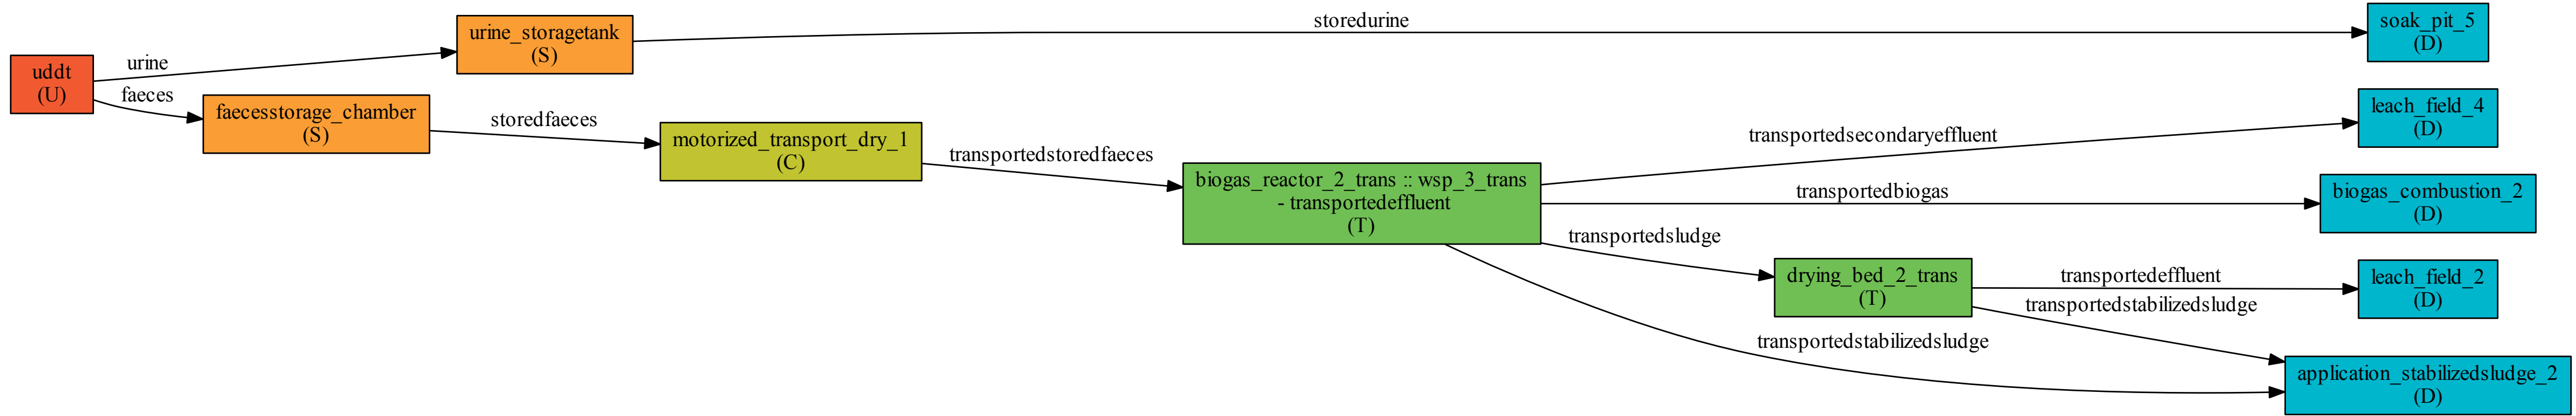 uddt
(U)
urine
faeces
urine_storagetank
(S)
faecesstorage_chamber
(S)
storedurine
storedfaeces
motorized_transport_dry_1
(C)
transportedstoredfaeces
biogas_reactor_2_trans :: wsp_3_trans
- transportedeffluent
(T)
transportedsecondaryeffluent
transportedbiogas
transportedsludge
transportedstabilizedsludge
drying_bed_2_trans
(T)
transportedeffluent
transportedstabilizedsludge
soak_pit_5
(D)
leach_field_4
(D)
biogas_combustion_2
(D)
leach_field_2
(D)
application_stabilizedsludge_2
(D)